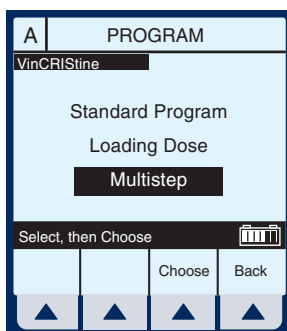 A PROGRAM
VinCRIStine
Standard Program
Loading Dose
Multistep
Select, then Choose
Choose Back